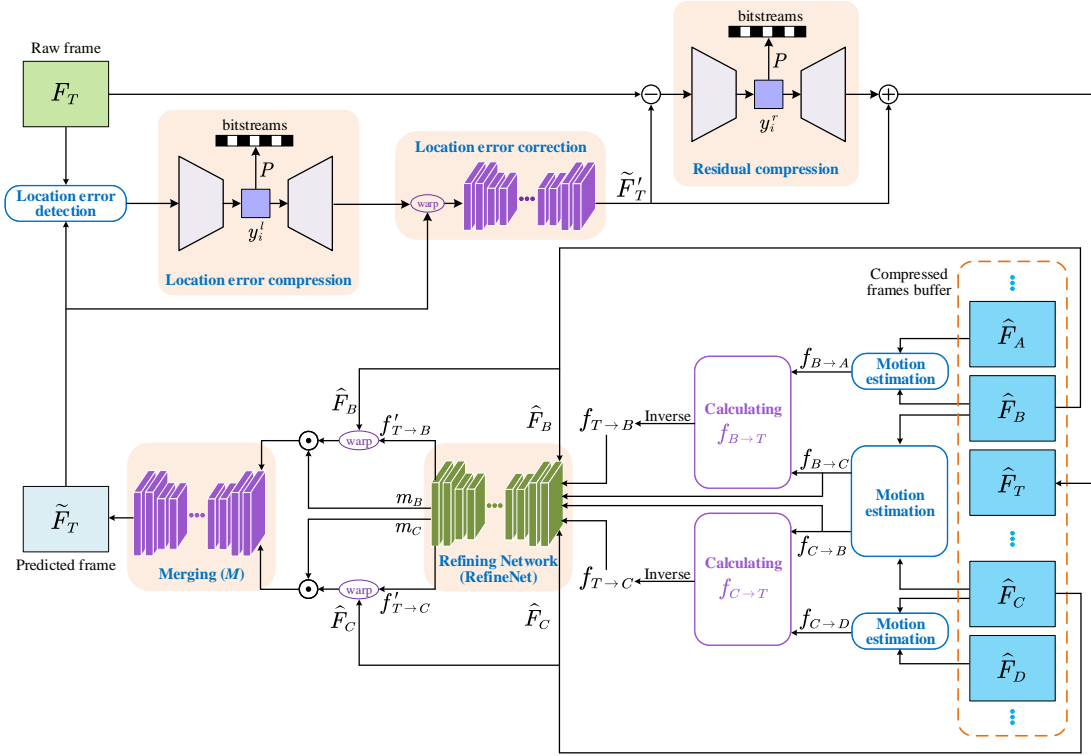 bitstreams
Raw frame
F_T
P
y_i^r
Residual compression
bitstreams
P
y_i^l
Location error compression
Location error
detection
Location error correction
warp
F̃'_T
Compressed
frames buffer
F̂_A
F̂_B
F̂_T
F̂_C
F̂_D
Motion
estimation
Motion
estimation
Motion
estimation
f_{B→A}
f_{B→C}
f_{C→B}
f_{C→D}
Calculating
f_{B→T}
Calculating
f_{C→T}
Inverse
Inverse
f_{T→B}
f_{T→C}
F̂_B
F̂_C
Refining Network
(RefineNet)
F̂_B
f'_{T→B}
warp
m_B
m_C
warp
f'_{T→C}
F̂_C
Merging (M)
F̃_T
Predicted frame